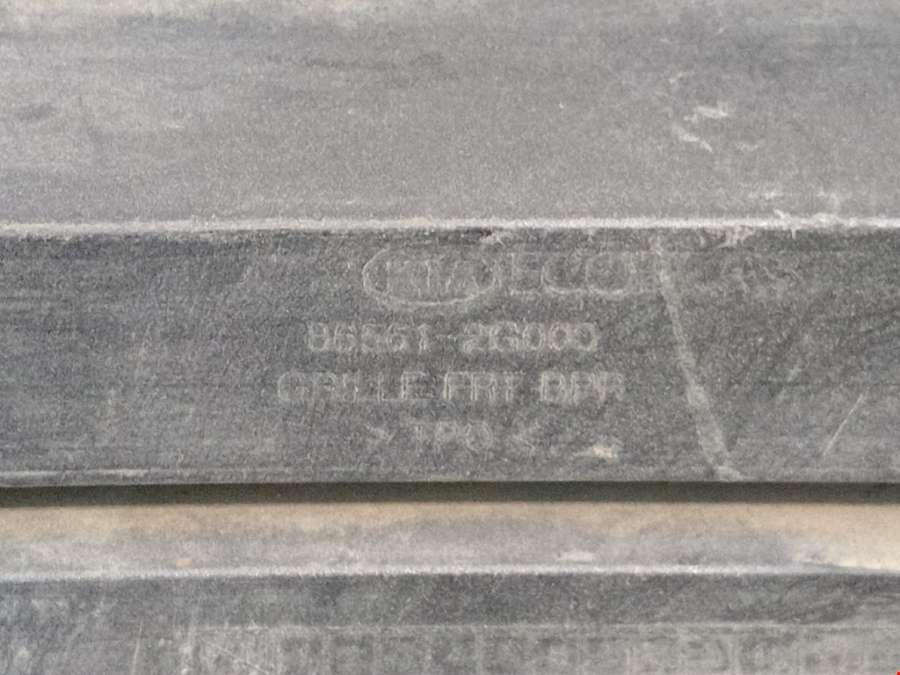 KIA ECO
86561-2G000
GRILLE FRT BPR
>TPO<